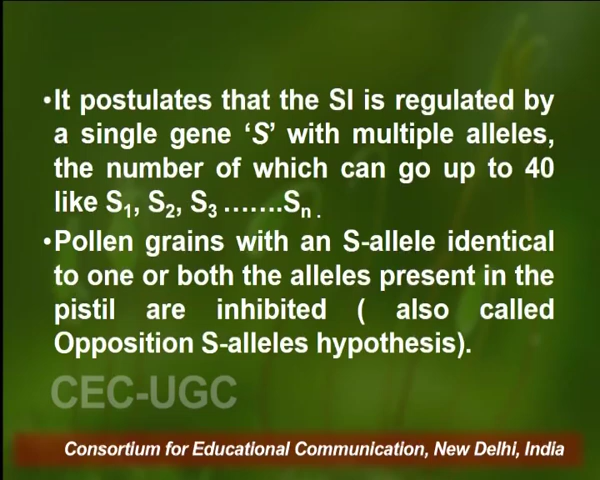 •It postulates that the SI is regulated by
a single gene ‘S’ with multiple alleles,
the number of which can go up to 40
like S₁, S₂, S₃ …….Sₙ .
•Pollen grains with an S-allele identical
to one or both the alleles present in the
pistil are inhibited ( also called
Opposition S-alleles hypothesis).
CEC-UGC
Consortium for Educational Communication, New Delhi, India